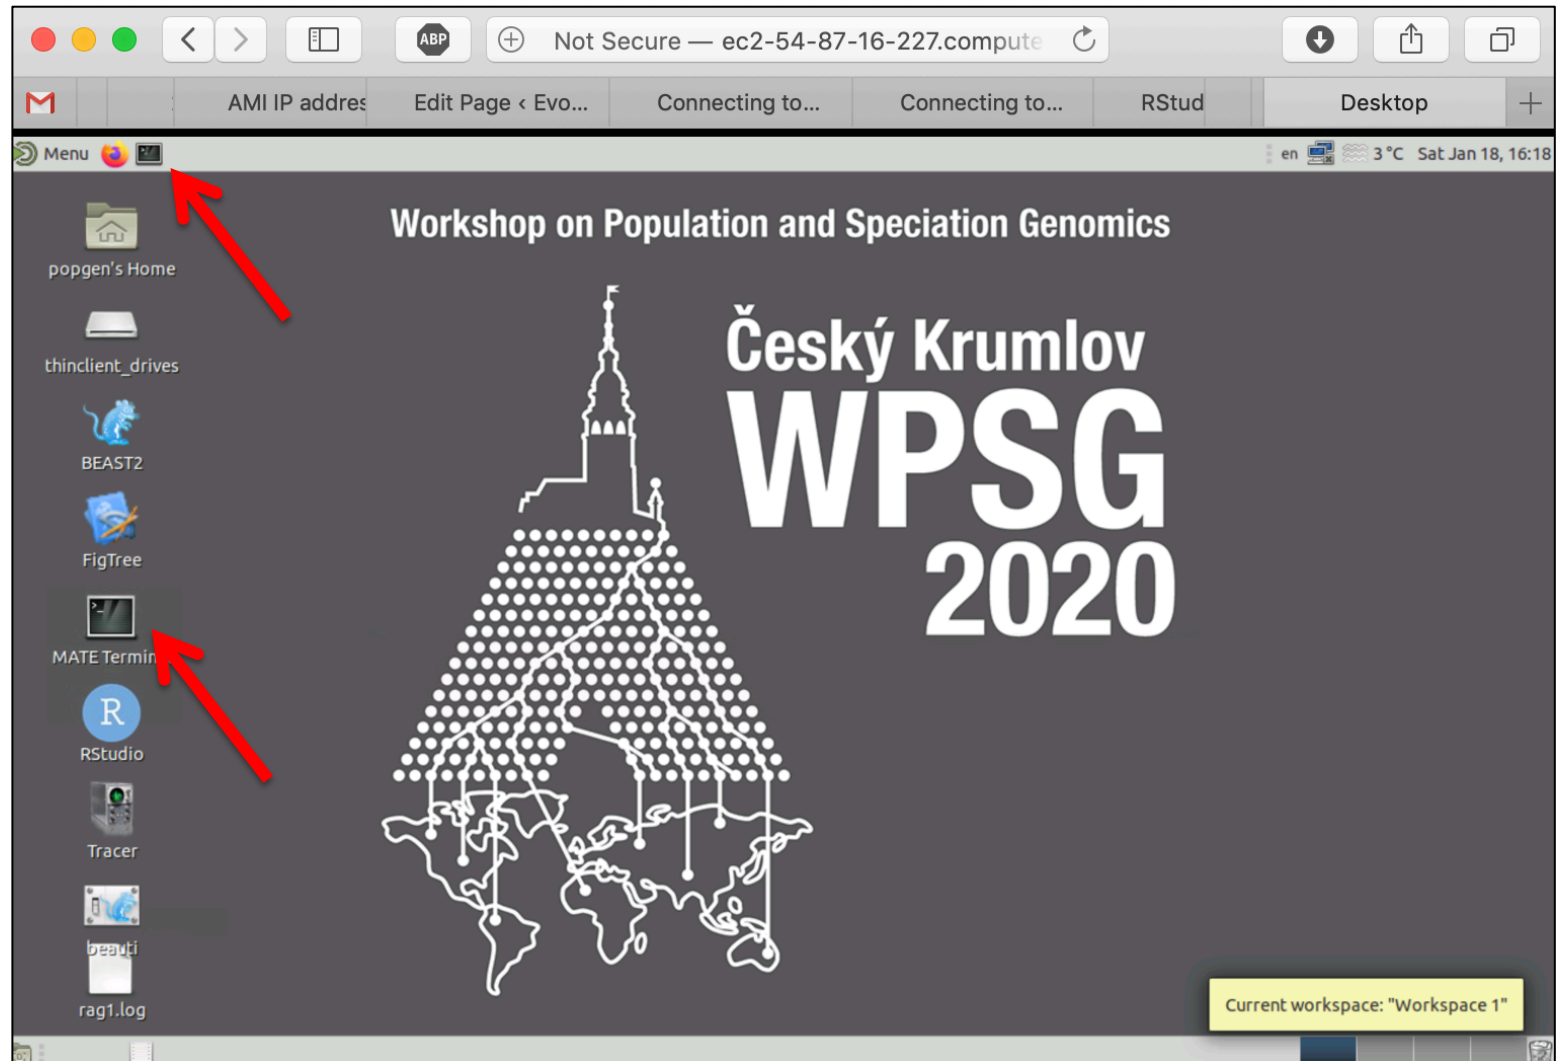 ABP
Not Secure — ec2-54-87-16-227.compute
AMI IP addres
Edit Page ‹ Evo...
Connecting to...
Connecting to...
RStud
Desktop
Menu
en
3 °C
Sat Jan 18, 16:18
Workshop on Population and Speciation Genomics
popgen's Home
thinclient_drives
BEAST2
FigTree
MATE Termin
R
RStudio
Tracer
beauti
rag1.log
Český Krumlov
WPSG
2020
Current workspace: "Workspace 1"